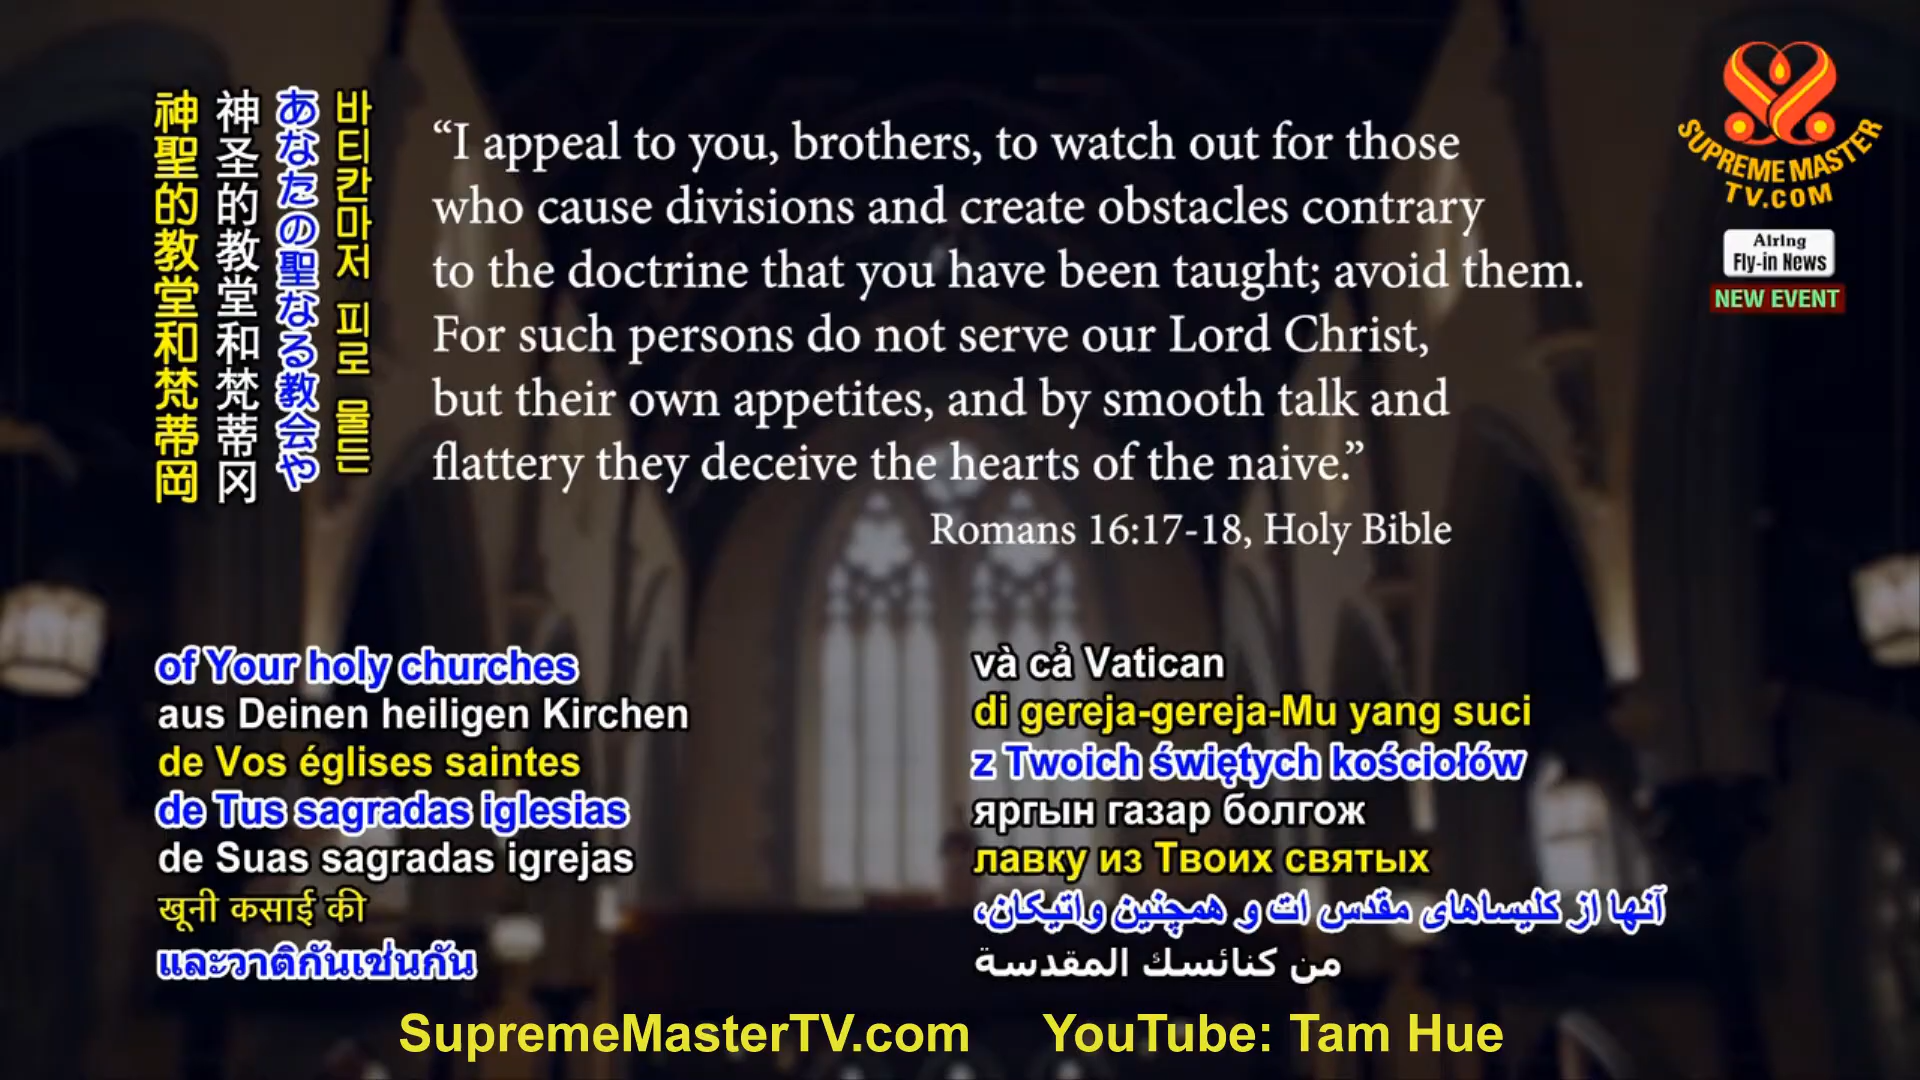 神聖的教堂和梵蒂岡
神圣的教堂和梵蒂冈
あなたの聖なる教会や
바티칸마저 피로 물든
“I appeal to you, brothers, to watch out for those
who cause divisions and create obstacles contrary
to the doctrine that you have been taught; avoid them.
For such persons do not serve our Lord Christ,
but their own appetites, and by smooth talk and
flattery they deceive the hearts of the naive.”
Romans 16:17-18, Holy Bible
SUPREME MASTER
TV.COM
Airing
Fly-in News
NEW EVENT
of Your holy churches
aus Deinen heiligen Kirchen
de Vos églises saintes
de Tus sagradas iglesias
de Suas sagradas igrejas
खूनी कसाई की
และวาติกันเช่นกัน
và cả Vatican
di gereja-gereja-Mu yang suci
z Twoich świętych kościołów
яргын газар болгож
лавку из Твоих святых
آنها از کلیساهای مقدس ات و همچنین واتیکان،
من كنائسك المقدسة
SupremeMasterTV.com
YouTube: Tam Hue